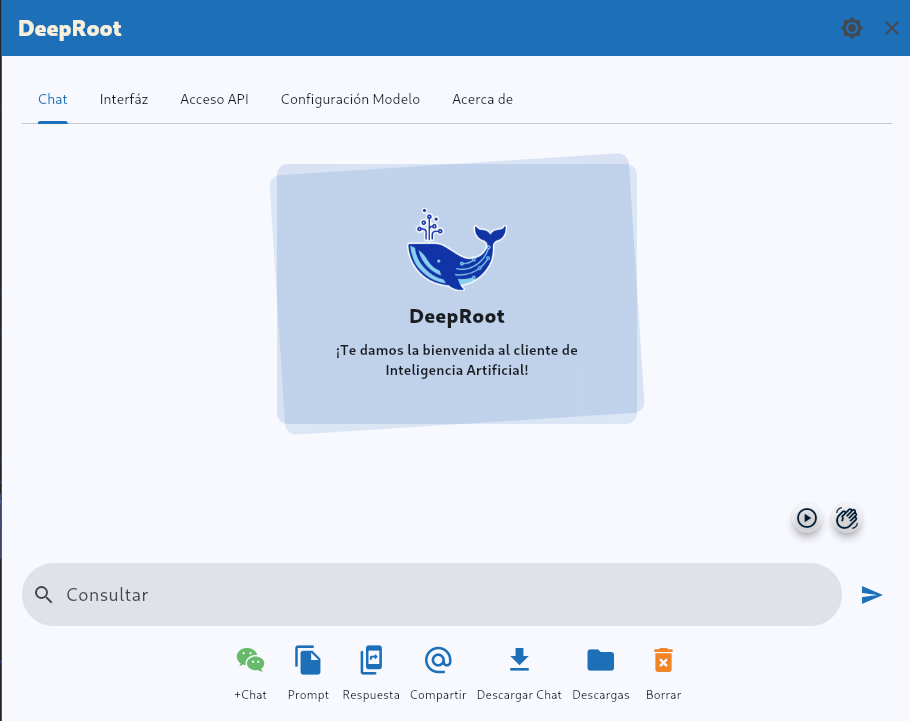 DeepRoot
Chat Interfáz Acceso API Configuración Modelo Acerca de
DeepRoot
¡Te damos la bienvenida al cliente de
Inteligencia Artificial!
Consultar
+Chat Prompt Respuesta Compartir Descargar Chat Descargas Borrar